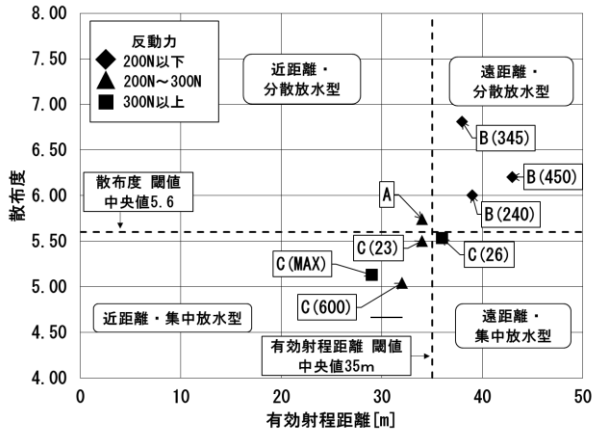 8.00
7.50
7.00
6.50
6.00
5.50
5.00
4.50
4.00
散布度
反動力
200N以下
200N～300N
300N以上
近距離・
分散放水型
遠距離・
分散放水型
B(345)
B(450)
B(240)
散布度 閾値
中央値5.6
A
C(23)
C(26)
C(MAX)
C(600)
近距離・集中放水型
遠距離・
集中放水型
有効射程距離 閾値
中央値35m
0
10
20
30
40
50
有効射程距離[m]